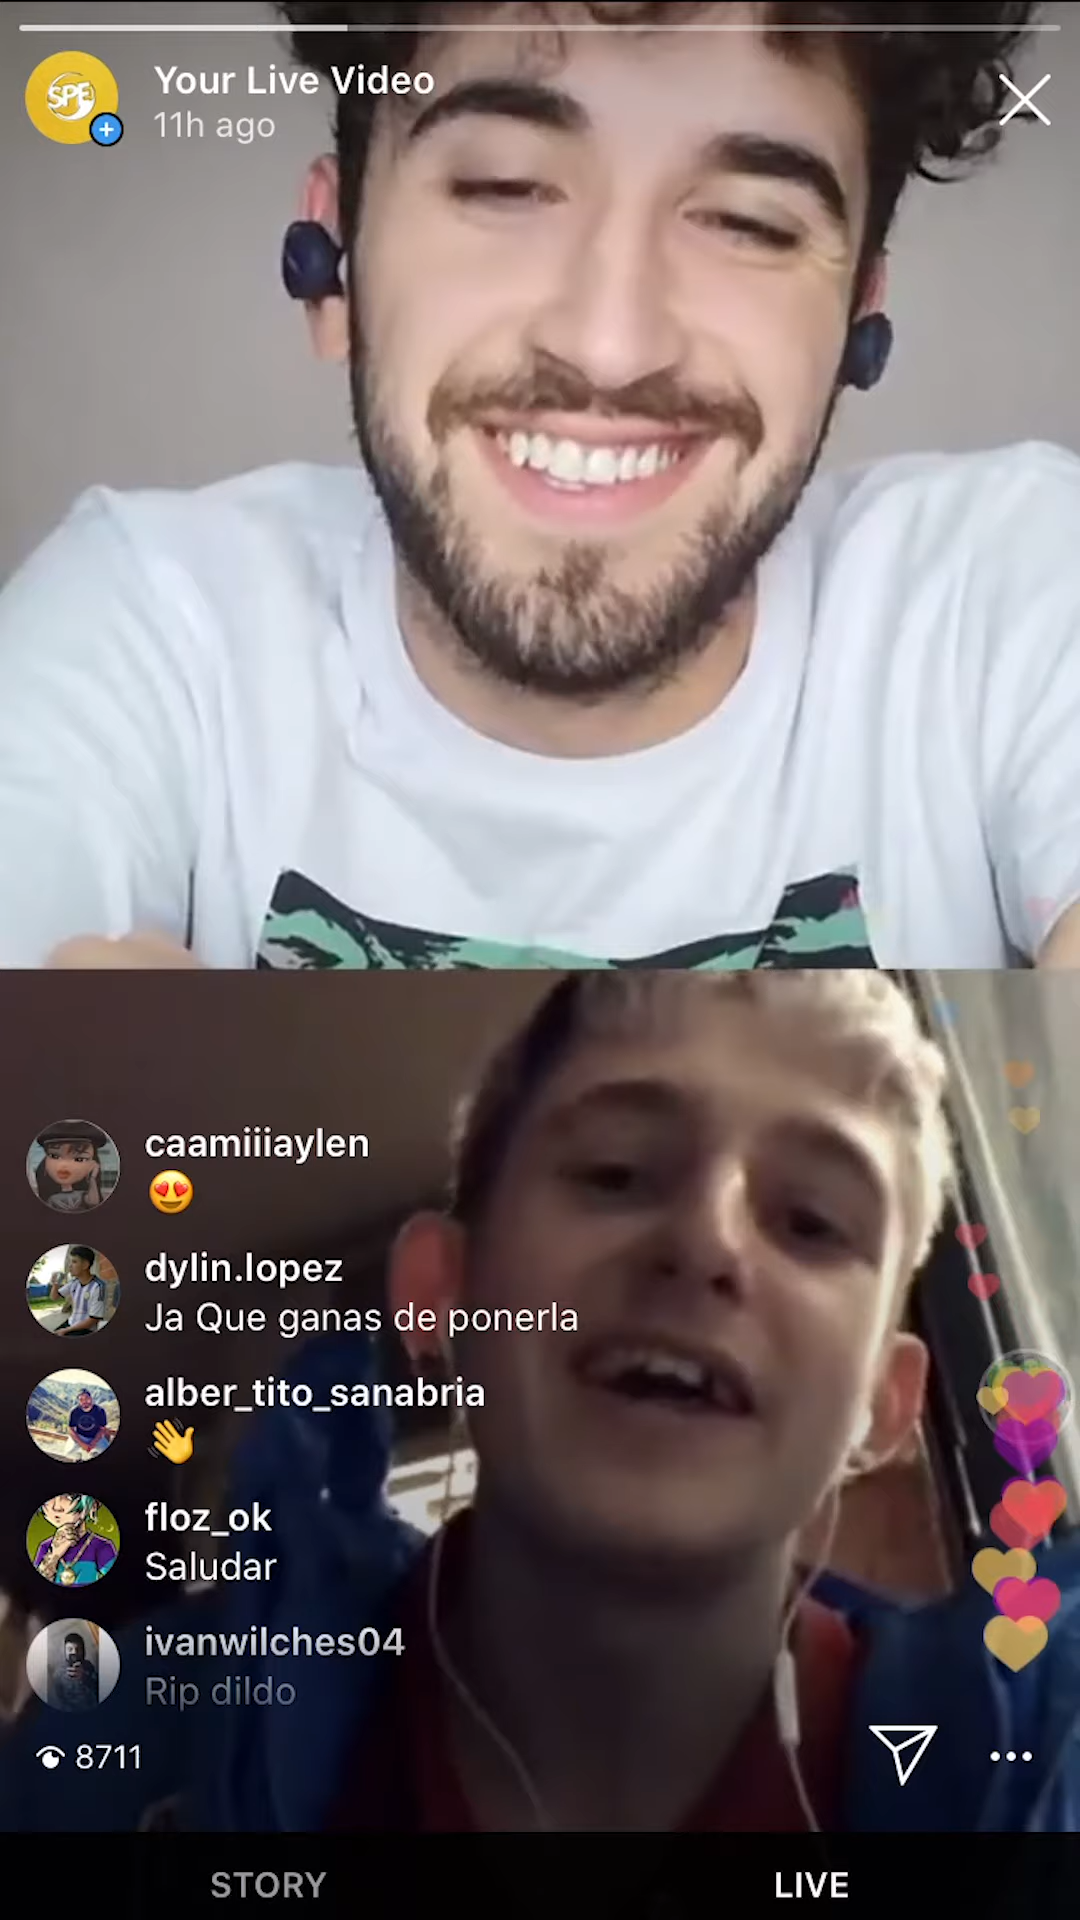 SPF
Your Live Video
11h ago
caamiiiaylen
😍
dylin.lopez
Ja Que ganas de ponerla
alber_tito_sanabria
👋
floz_ok
Saludar
ivanwilches04
Rip dildo
8711
STORY
LIVE